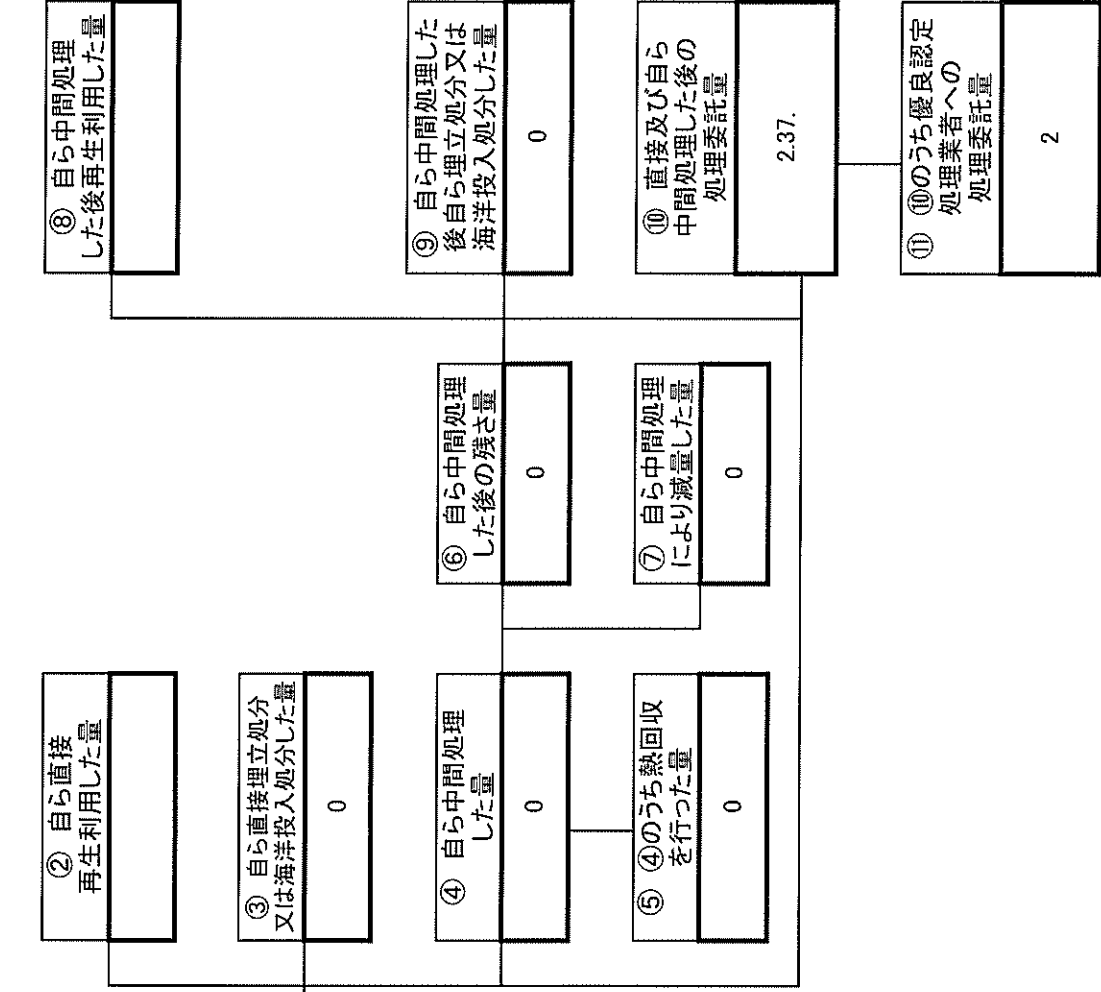 ② 自ら直接
再生利用した量
③ 自ら直接埋立処分
又は海洋投入処分した量
0
④ 自ら中間処理
した量
0
⑤ ④のうち熱回収
を行った量
0
⑥ 自ら中間処理
した後の残さ量
0
⑦ 自ら中間処理
により減量した量
0
⑧ 自ら中間処理
した後再生利用した量
⑨ 自ら中間処理した
後自ら埋立処分又は
海洋投入処分した量
0
⑩ 直接及び自ら
中間処理した後の
処理委託量
2.37.
⑪ ⑩のうち優良認定
処理業者への
処理委託量
2